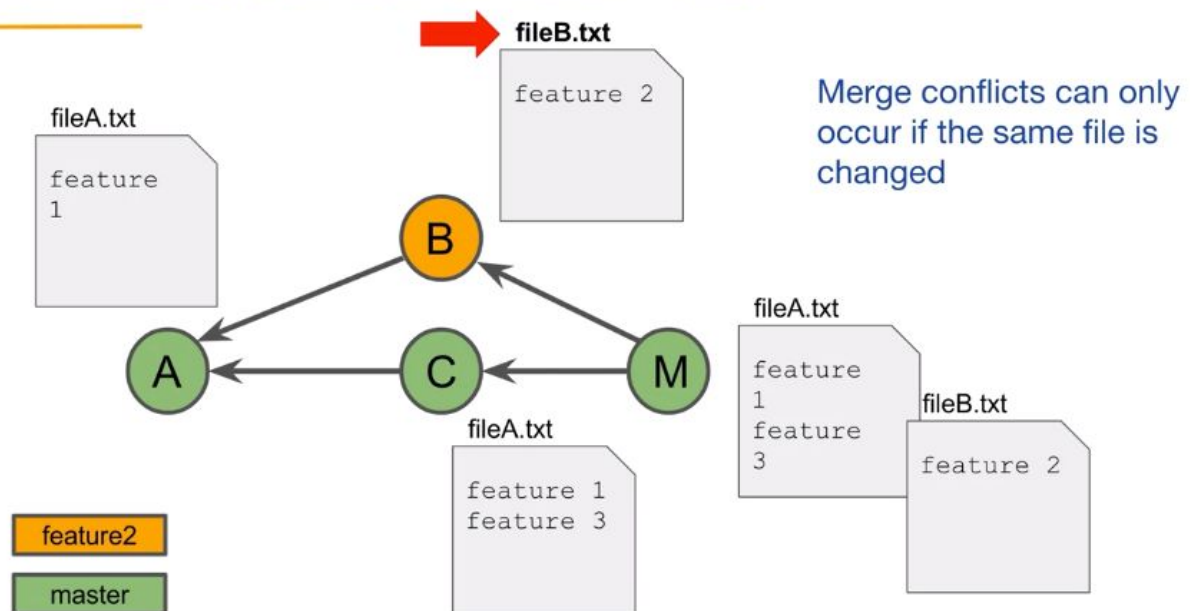 fileB.txt
feature 2
Merge conflicts can only
occur if the same file is
changed
fileA.txt
feature
1
B
A
C
M
fileA.txt
feature
1
feature
3
fileB.txt
feature 2
fileA.txt
feature 1
feature 3
feature2
master